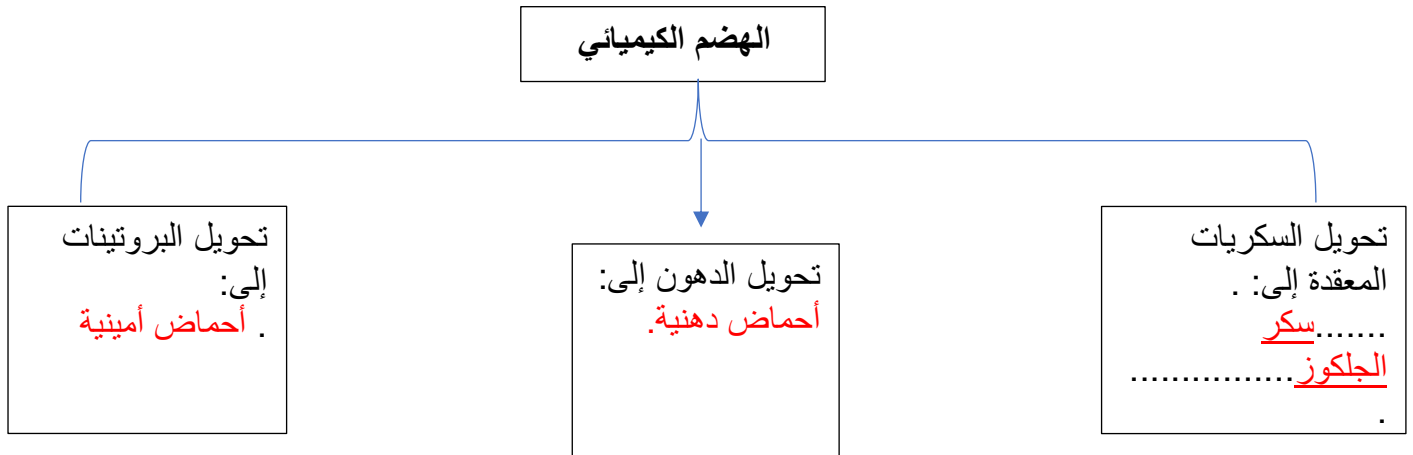 الهضم الكيميائي
تحويل السكريات
المعقدة إلى: .
.......سكر
الجلكوز................
.
تحويل الدهون إلى:
أحماض دهنية.
تحويل البروتينات
إلى:
. أحماض أمينية